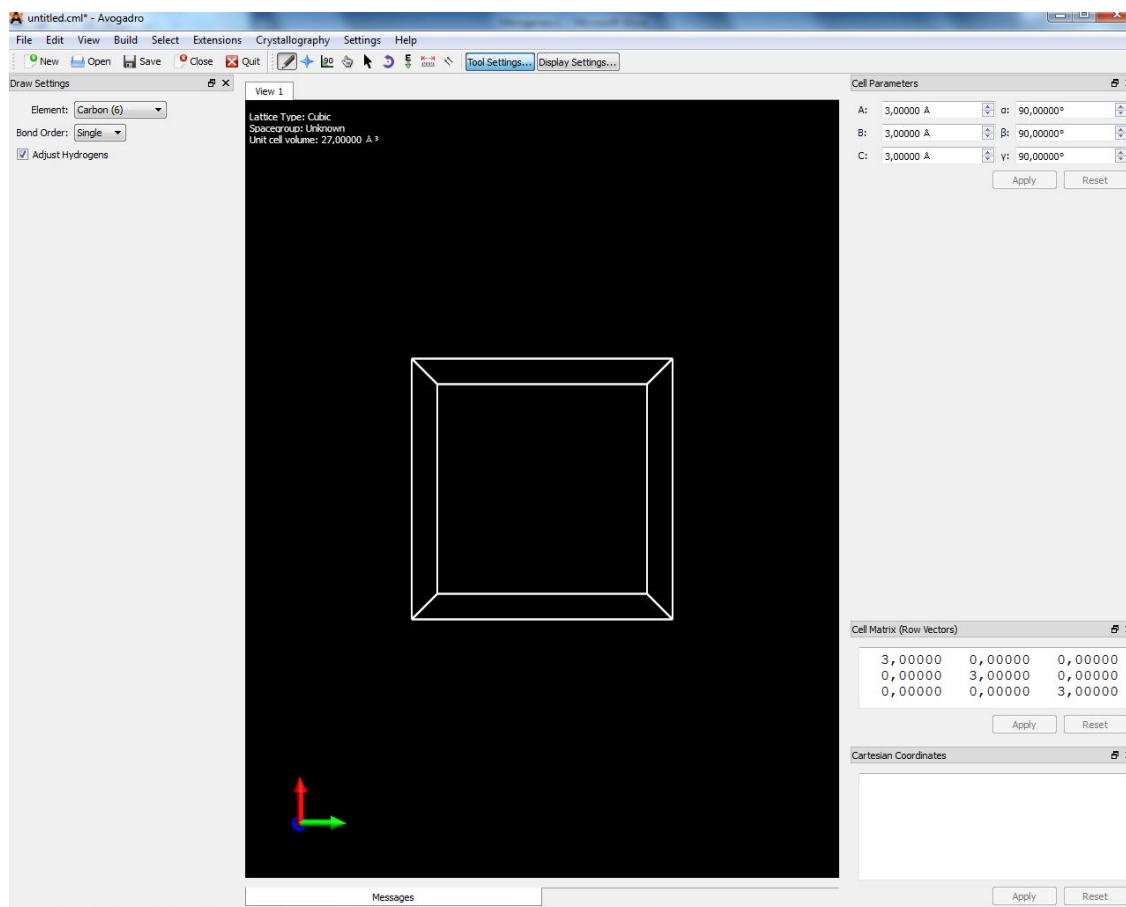 untitled.cml* - Avogadro
File Edit View Build Select Extensions Crystallography Settings Help
New Open Save Close Quit Tool Settings... Display Settings...
Draw Settings
Element: Carbon (6)
Bond Order: Single
Adjust Hydrogens
View 1
Lattice Type: Cubic
Spacegroup: Unknown
Unit cell volume: 27,00000 Å³
Cell Parameters
A: 3,00000 Å α: 90,00000°
B: 3,00000 Å β: 90,00000°
C: 3,00000 Å γ: 90,00000°
Apply Reset
Cell Matrix (Row Vectors)
3,00000 0,00000 0,00000
0,00000 3,00000 0,00000
0,00000 0,00000 3,00000
Apply Reset
Cartesian Coordinates
Messages
Apply Reset